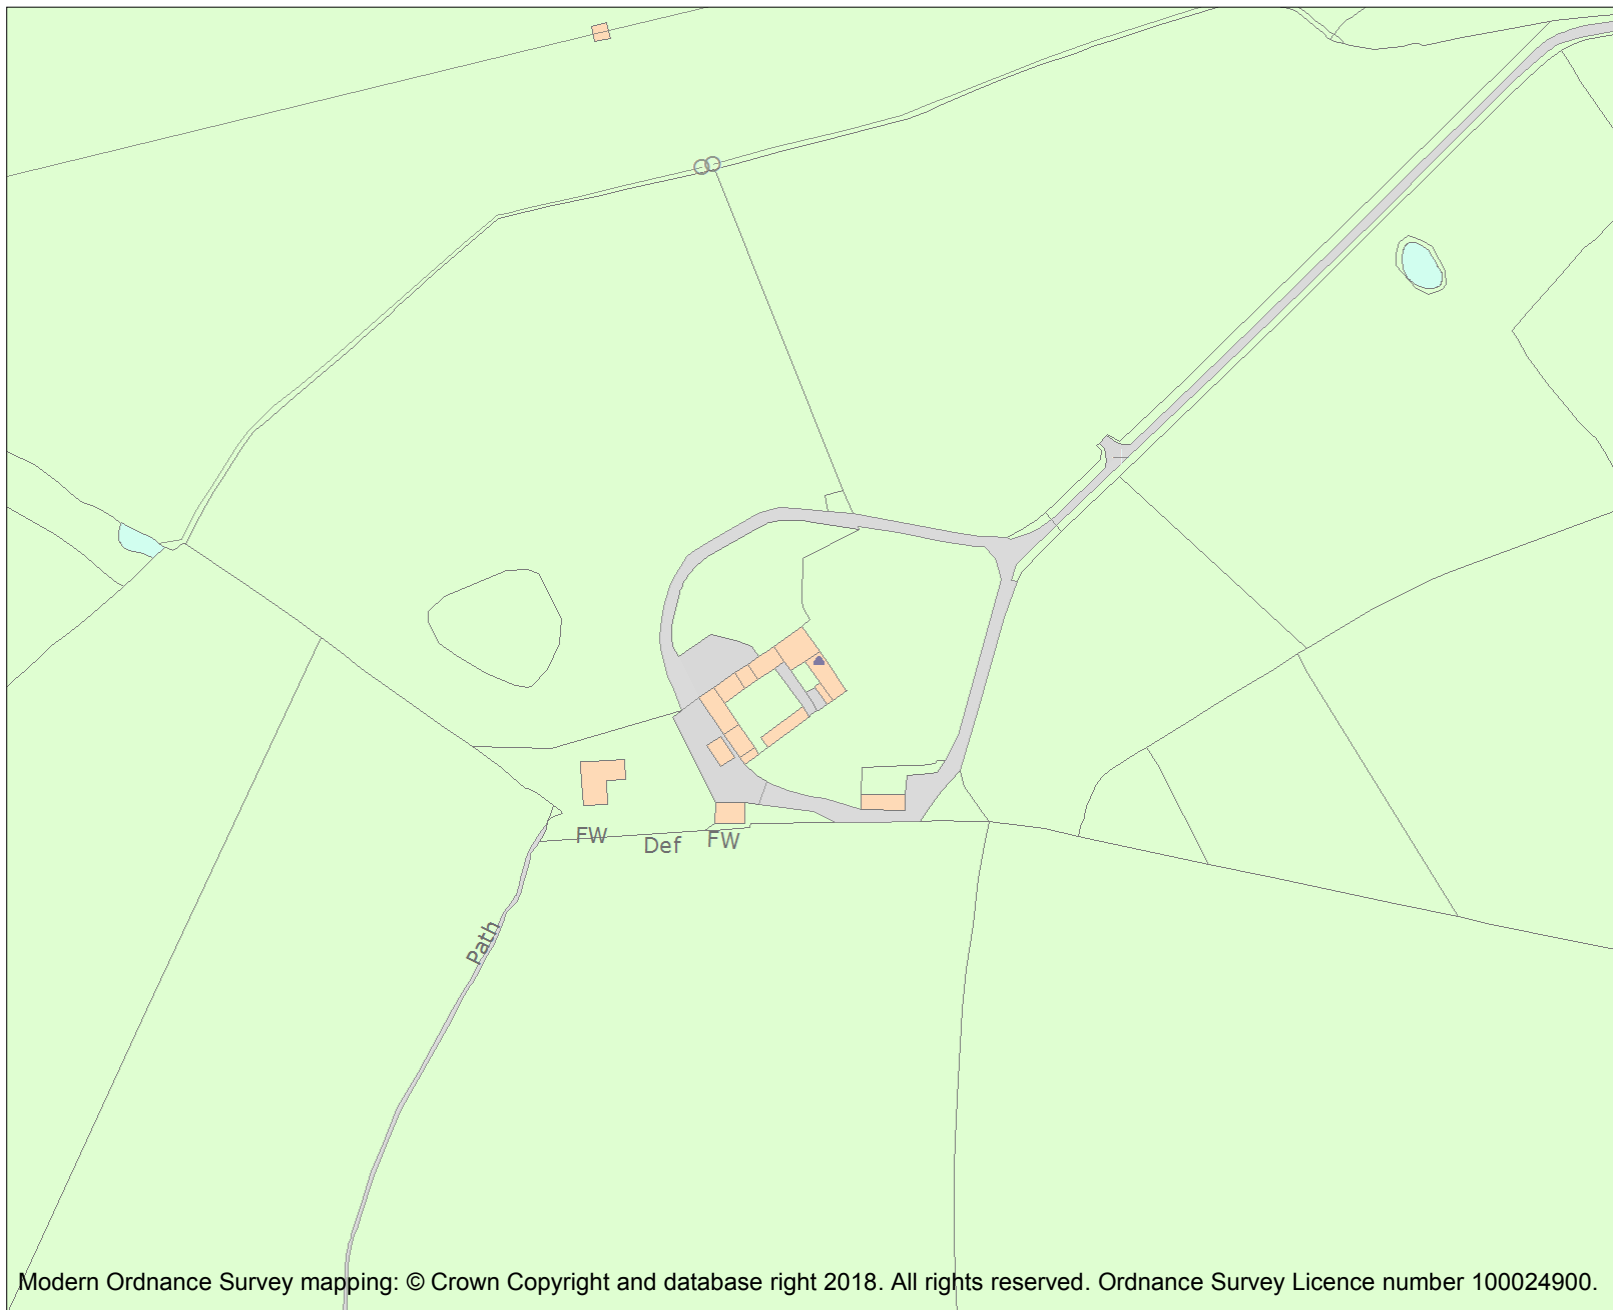 FW
Def
FW
Path
Modern Ordnance Survey mapping: © Crown Copyright and database right 2018. All rights reserved. Ordnance Survey Licence number 100024900.